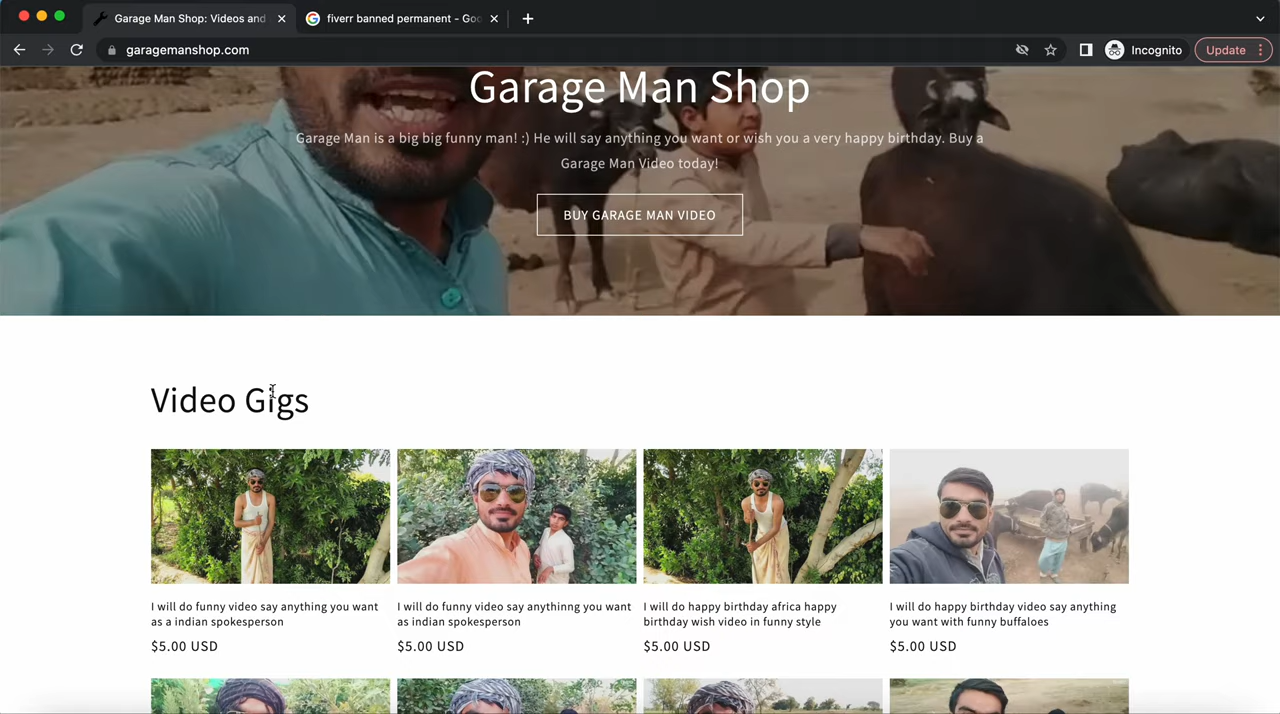 Garage Man Shop: Videos and
fiverr banned permanent - Goo
garagemanshop.com
Incognito
Update
Garage Man Shop
Garage Man is a big big funny man! :) He will say anything you want or wish you a very happy birthday. Buy a
Garage Man Video today!
BUY GARAGE MAN VIDEO
Video Gigs
I will do funny video say anything you want
as a indian spokesperson
$5.00 USD
I will do funny video say anythinng you want
as indian spokesperson
$5.00 USD
I will do happy birthday africa happy
birthday wish video in funny style
$5.00 USD
I will do happy birthday video say anything
you want with funny buffaloes
$5.00 USD